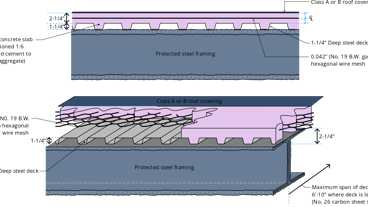 Class A or B roof cover
2-1/4"
1-1/4"
concrete slab
ioned 1:6
d cement to
aggregate)
Protected steel framing
1-1/4" Deep steel deck
0.042" (No. 19 B.W. ga
hexagonal wire mesh
Class A or B roof covering
NO. 19 B.W.
hexagonal
wire mesh
1-1/4"
Deep steel deck
2-1/4"
Protected steel framing
Maximum span of dec
6'-10" where deck is le
(No. 26 carbon sheet s